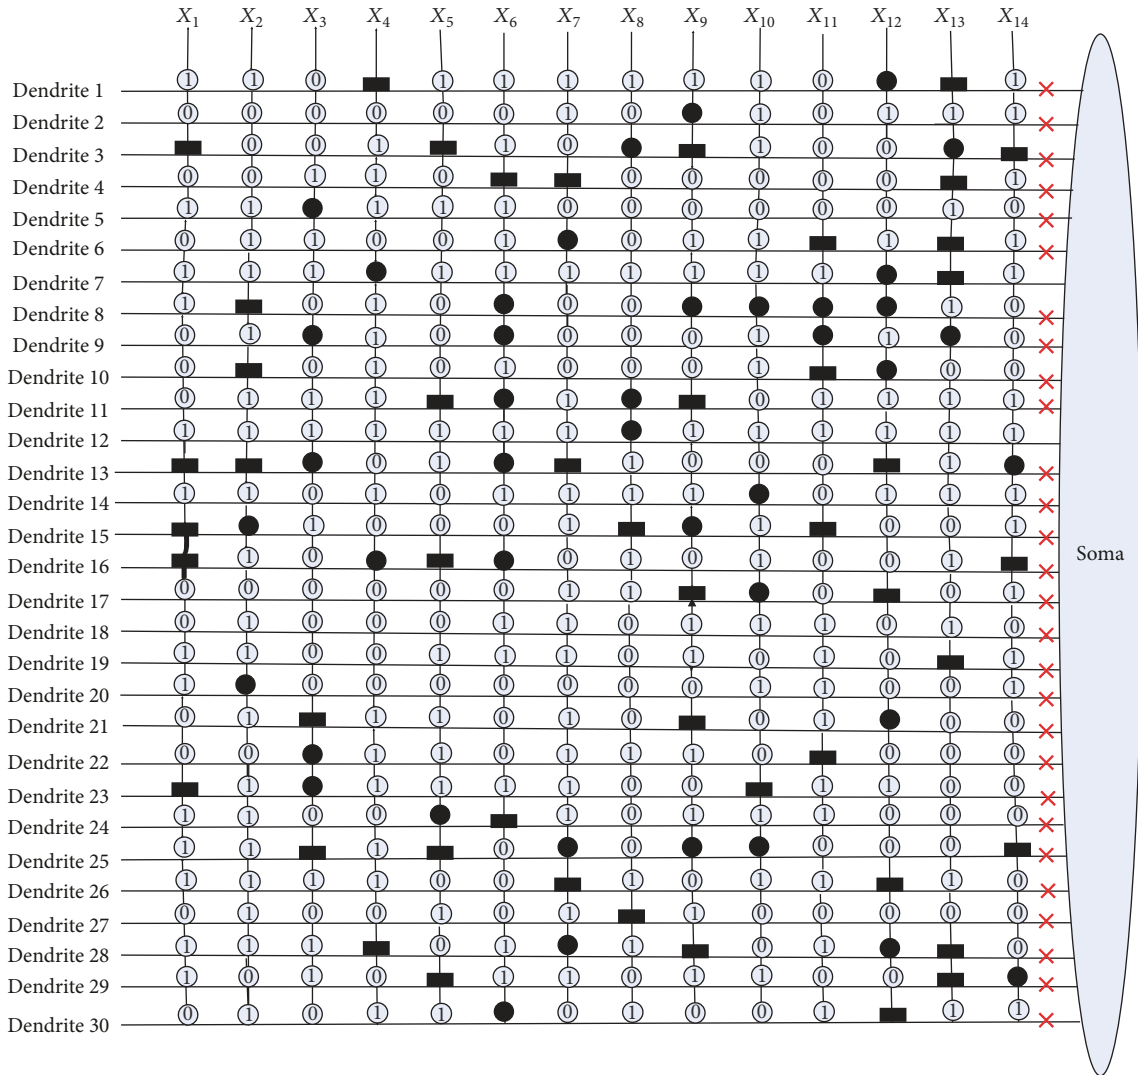 X1 X2 X3 X4 X5 X6 X7 X8 X9 X10 X11 X12 X13 X14
Dendrite 1 1 1 0 1 1 1 1 1 1 0 1
Dendrite 2 0 0 0 0 0 0 1 0 1 0 1 1 1
Dendrite 3 0 0 1 1 0 1 0 0
Dendrite 4 0 0 1 1 0 0 0 0 0 0 1
Dendrite 5 1 1 1 1 1 0 0 0 0 0 0 1 0
Dendrite 6 0 1 1 0 0 1 0 1 1 1 1
Dendrite 7 1 1 1 1 1 1 1 1 1 1 1
Dendrite 8 1 0 1 0 0 0 1 0
Dendrite 9 0 1 1 0 0 0 0 1 1 0
Dendrite 10 0 0 1 0 1 0 0 0 1 0 0
Dendrite 11 0 1 1 1 1 0 1 1 1 1
Dendrite 12 1 1 1 1 1 1 1 1 1 1 1 1 1
Dendrite 13 0 1 1 0 0 0 1
Dendrite 14 1 1 0 1 0 1 1 1 1 0 1 1 1
Dendrite 15 1 0 0 0 1 1 0 0 1
Soma
Dendrite 16 1 0 0 1 0 1 0 0 1
Dendrite 17 0 0 0 0 0 0 1 1 0 0 1
Dendrite 18 0 1 0 0 0 1 1 0 1 1 1 0 1 0
Dendrite 19 1 1 0 0 1 1 1 0 1 0 1 0 1
Dendrite 20 1 0 0 0 0 0 0 0 1 1 0 0 1
Dendrite 21 0 1 1 1 0 1 0 0 1 0 0
Dendrite 22 0 0 1 1 0 1 1 1 0 0 0 0
Dendrite 23 1 1 1 1 1 0 0 1 1 0 0
Dendrite 24 1 1 0 0 1 0 0 1 1 0 0 0
Dendrite 25 1 1 1 0 0 0 0 0
Dendrite 26 1 1 1 1 0 0 1 0 1 1 1 0
Dendrite 27 0 1 0 0 1 0 1 1 0 0 0 0 0
Dendrite 28 1 1 1 0 1 1 0 1 0
Dendrite 29 1 0 1 0 1 1 0 1 1 0 0
Dendrite 30 0 1 0 1 1 0 1 0 0 1 1 1